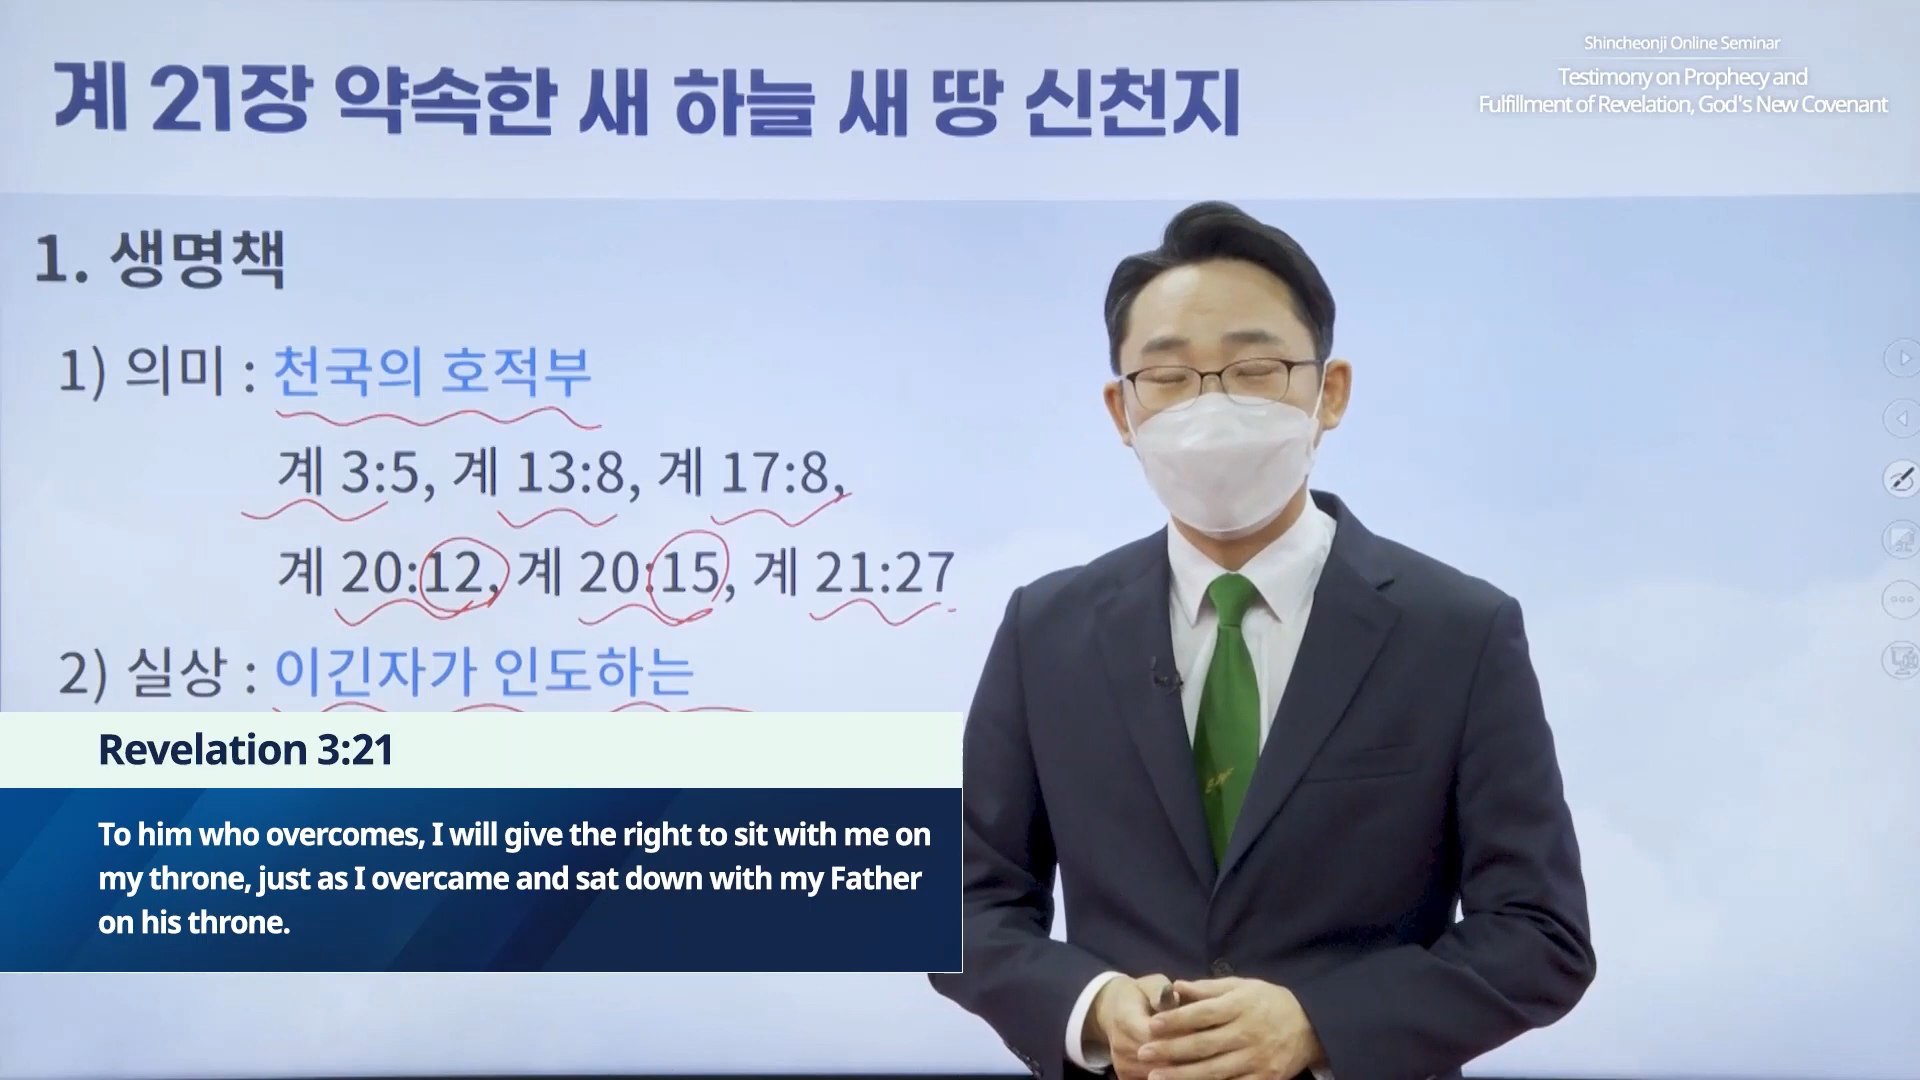 계 21장 약속한 새 하늘 새 땅 신천지
Shincheonji Online Seminar
Testimony on Prophecy and
Fulfillment of Revelation, God's New Covenant
1. 생명책
1) 의미 : 천국의 호적부
계 3:5, 계 13:8, 계 17:8,
계 20:12, 계 20:15, 계 21:27
2) 실상 : 이긴자가 인도하는
Revelation 3:21
To him who overcomes, I will give the right to sit with me on
my throne, just as I overcame and sat down with my Father
on his throne.